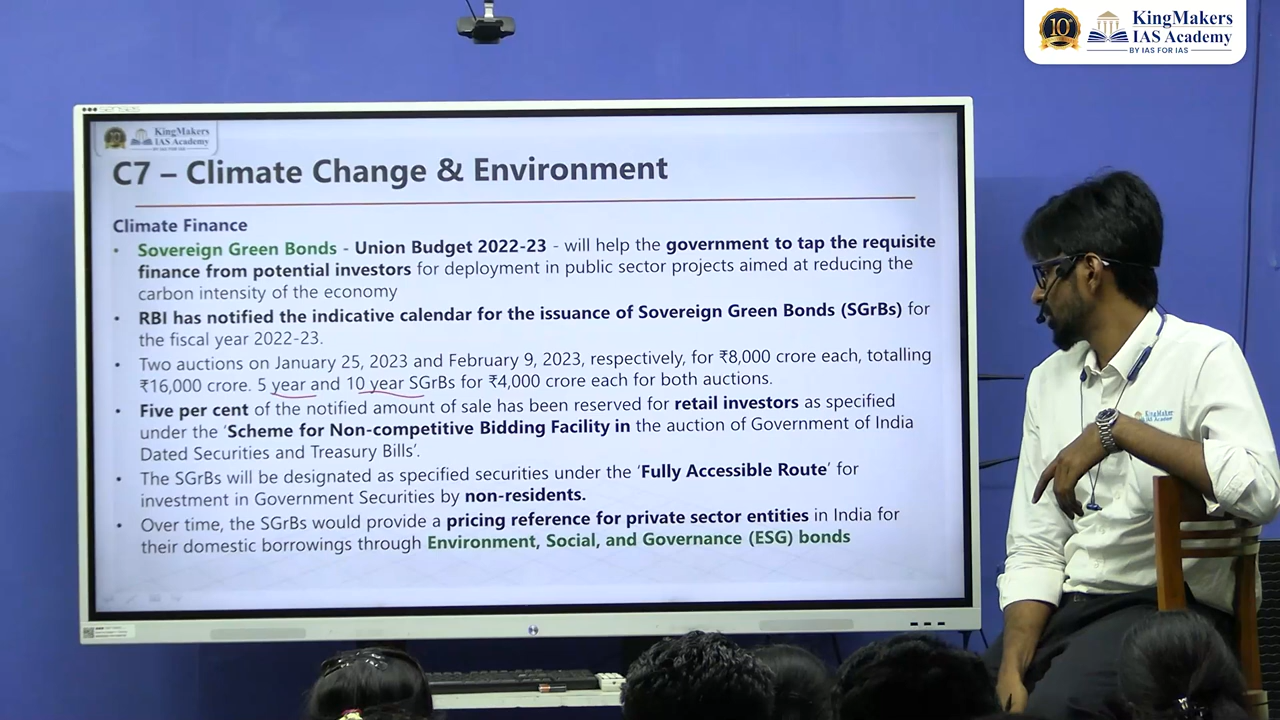 10
KingMakers
IAS Academy
BY IAS FOR IAS
KingMakers
IAS Academy
BY IAS FOR IAS
C7 – Climate Change & Environment
Climate Finance
• Sovereign Green Bonds - Union Budget 2022-23 - will help the government to tap the requisite
finance from potential investors for deployment in public sector projects aimed at reducing the
carbon intensity of the economy
• RBI has notified the indicative calendar for the issuance of Sovereign Green Bonds (SGrBs) for
the fiscal year 2022-23.
• Two auctions on January 25, 2023 and February 9, 2023, respectively, for ₹8,000 crore each, totalling
₹16,000 crore. 5 year and 10 year SGrBs for ₹4,000 crore each for both auctions.
• Five per cent of the notified amount of sale has been reserved for retail investors as specified
under the ‘Scheme for Non-competitive Bidding Facility in the auction of Government of India
Dated Securities and Treasury Bills’.
• The SGrBs will be designated as specified securities under the ‘Fully Accessible Route’ for
investment in Government Securities by non-residents.
• Over time, the SGrBs would provide a pricing reference for private sector entities in India for
their domestic borrowings through Environment, Social, and Governance (ESG) bonds
KingMaker
IAS Academy